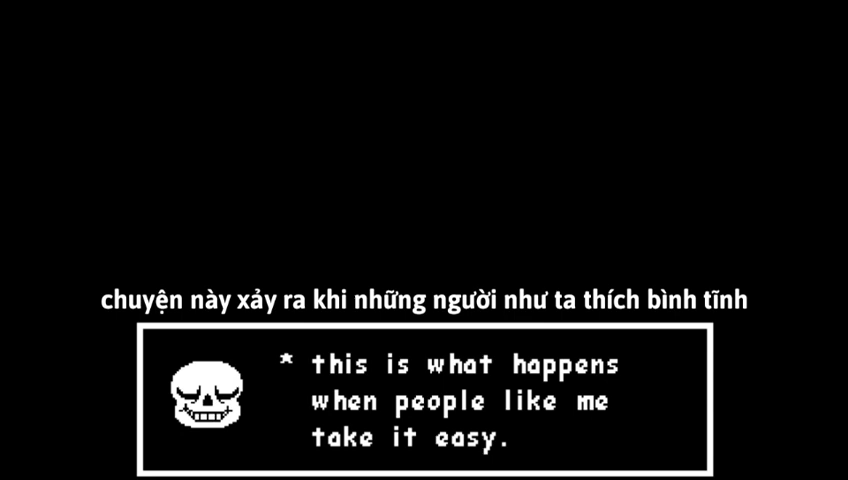 chuyện này xảy ra khi những người như ta thích bình tĩnh
* this is what happens
when people like me
take it easy.